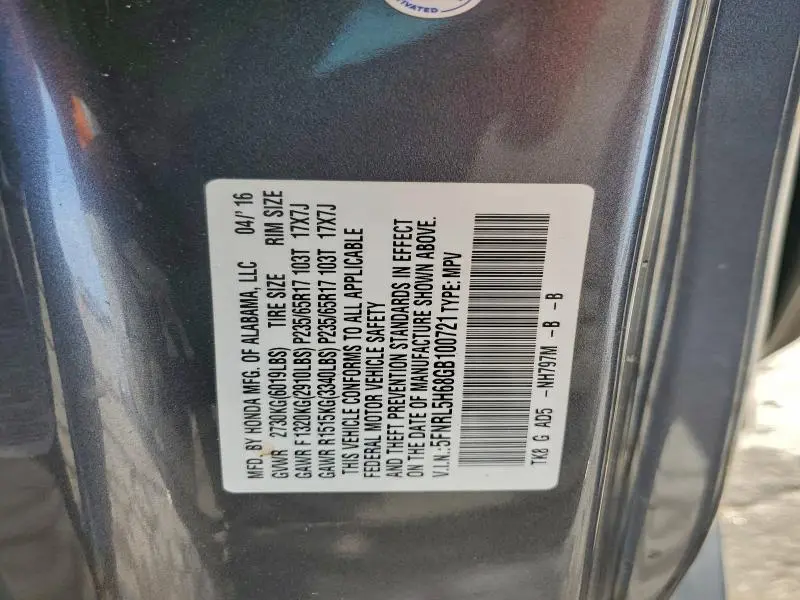 IVATED
MFD. BY HONDA MFG. OF ALABAMA, LLC 04/' 16
GVWR 2730KG(6019LBS) TIRE SIZE RIM SIZE
GAWR F 1320KG(2910LBS) P235/65R17 103T 17X7J
GAWR R1515KG(3340LBS) P235/65R17 103T 17X7J
THIS VEHICLE CONFORMS TO ALL APPLICABLE
FEDERAL MOTOR VEHICLE SAFETY
AND THEFT PREVENTION STANDARDS IN EFFECT
ON THE DATE OF MANUFACTURE SHOWN ABOVE.
V.I.N.:5FNRL5H68GB100721 TYPE: MPV
TK8 G AD5 -NH797M -B -B